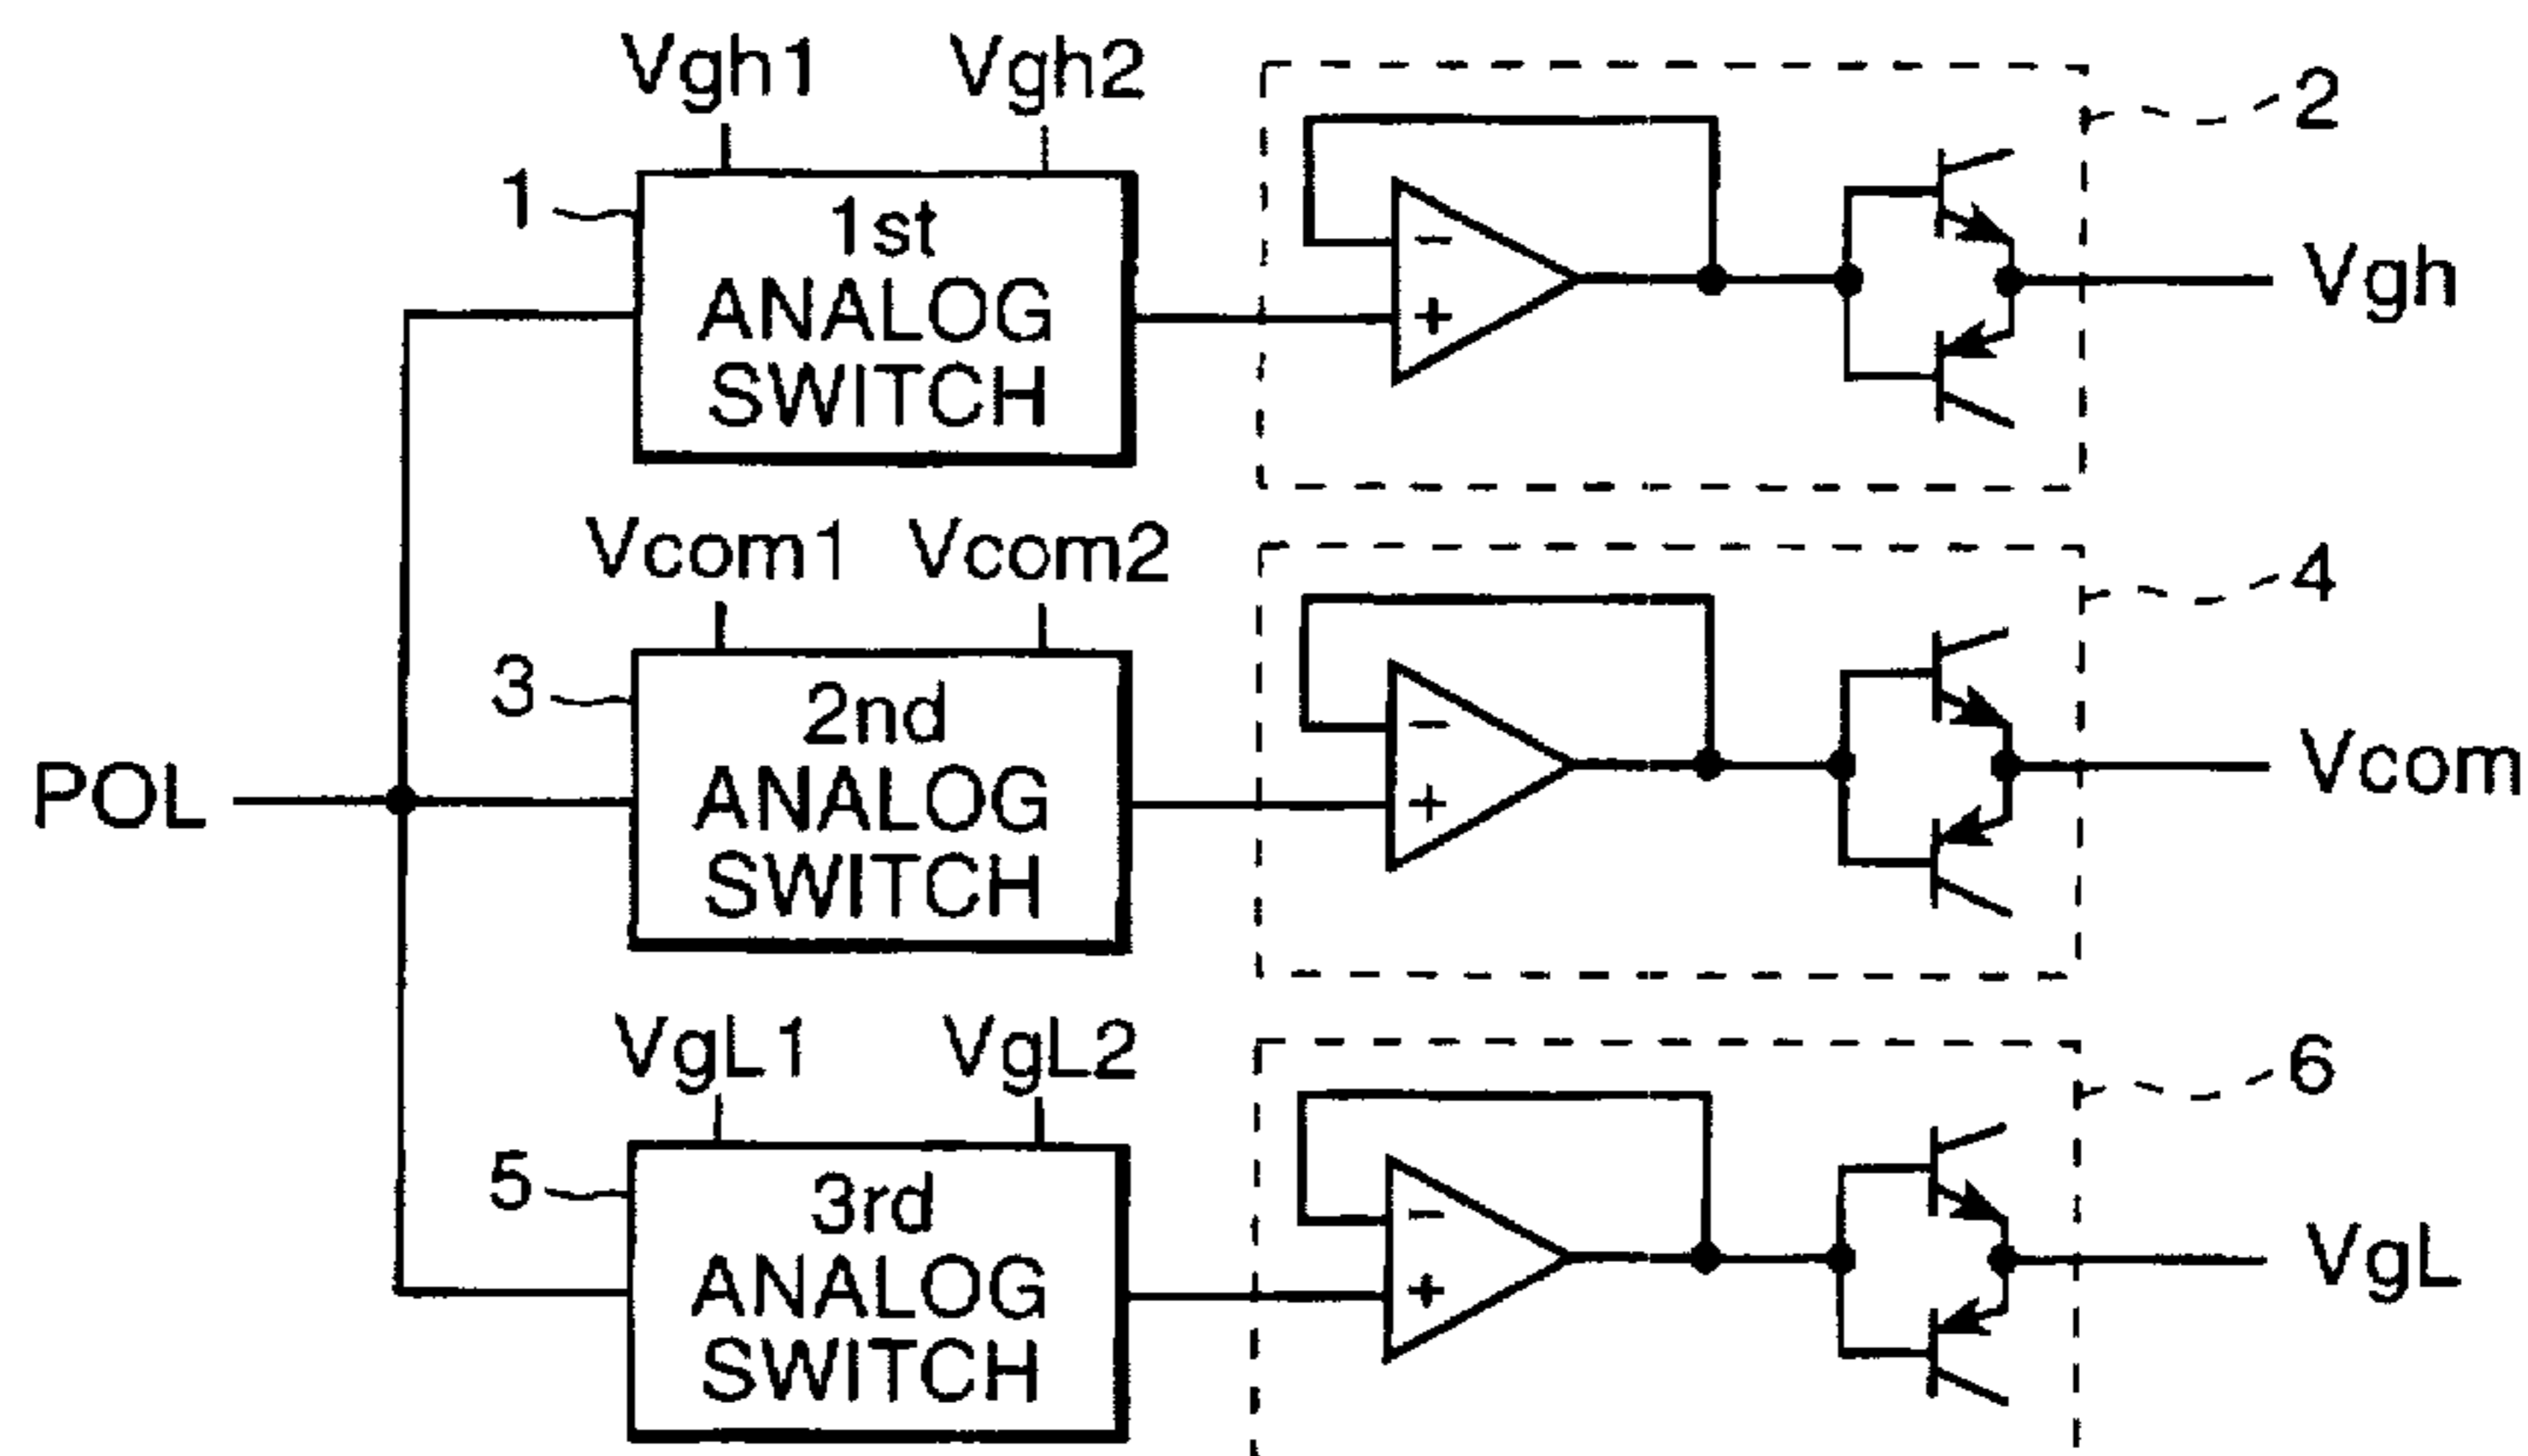 Vgh1 Vgh2
2
1
1st
ANALOG
SWITCH
-
+
Vgh
Vcom1 Vcom2
4
3
2nd
ANALOG
SWITCH
-
+
POL
Vcom
VgL1 VgL2
6
5
3rd
ANALOG
SWITCH
-
+
VgL